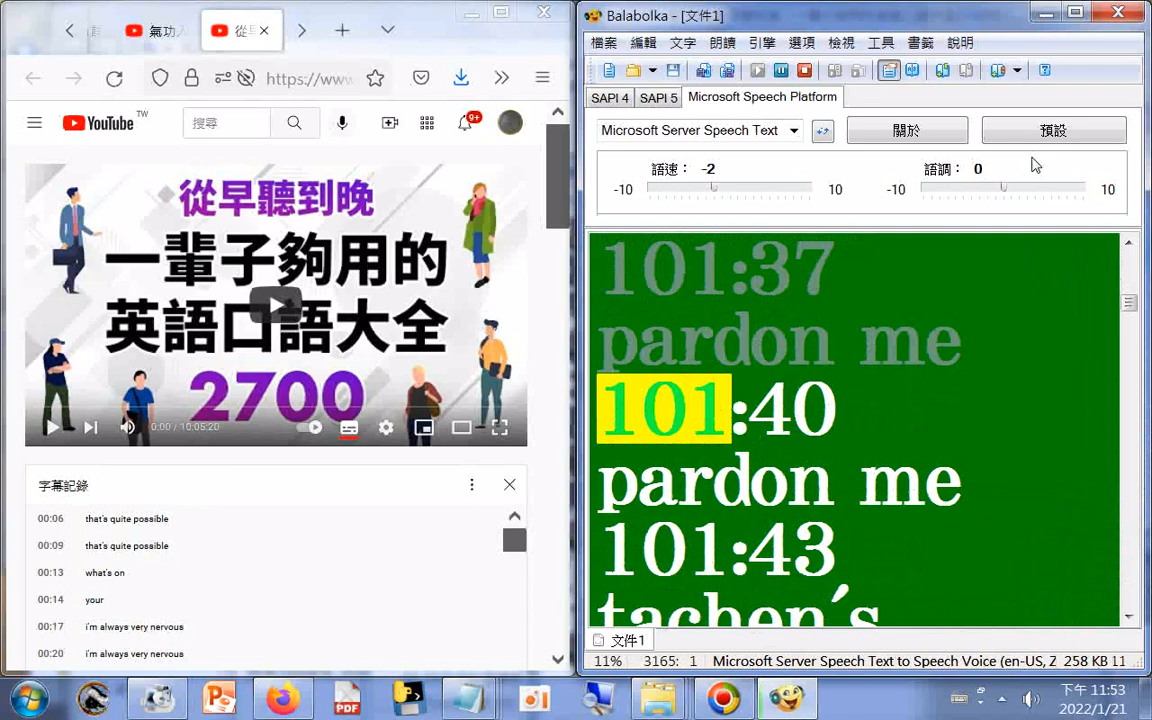 氣功
從
https://www
YouTube TW
搜尋
9+
從早聽到晚
一輩子夠用的
英語口語大全
2700
0:00 / 10:05:20
字幕記錄
00:06 that's quite possible
00:09 that's quite possible
00:13 what's on
00:14 your
00:17 i'm always very nervous
00:20 i'm always very nervous
Balabolka - [文件1]
檔案 編輯 文字 朗讀 引擎 選項 檢視 工具 書籤 說明
SAPI 4 SAPI 5 Microsoft Speech Platform
Microsoft Server Speech Text 關於 預設
語速: -2 語調: 0
-10 10 -10 10
101:37
pardon me
101:40
pardon me
101:43
tachen's
文件1
11% 3165: 1 Microsoft Server Speech Text to Speech Voice (en-US, Z 258 KB 11
PDF
下午 11:53
2022/1/21